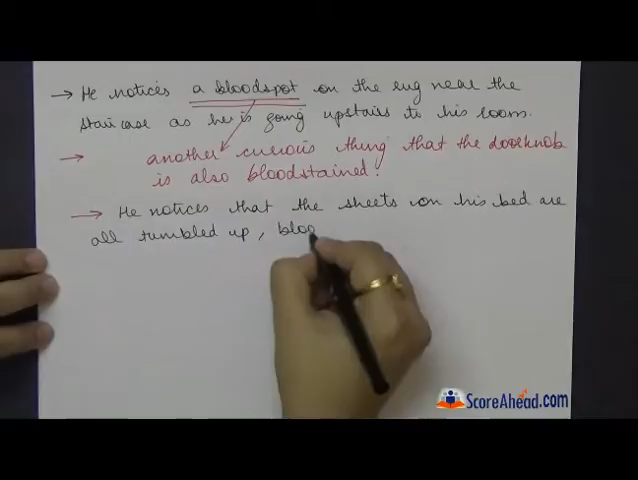 → He notices a bloodspot on the rug near the
staircase as he is going upstairs to his room.
→ another curious thing that the doorknob
is also bloodstained!
→ He notices that the sheets on his bed are
all tumbled up, bloo
ScoreAhead.com